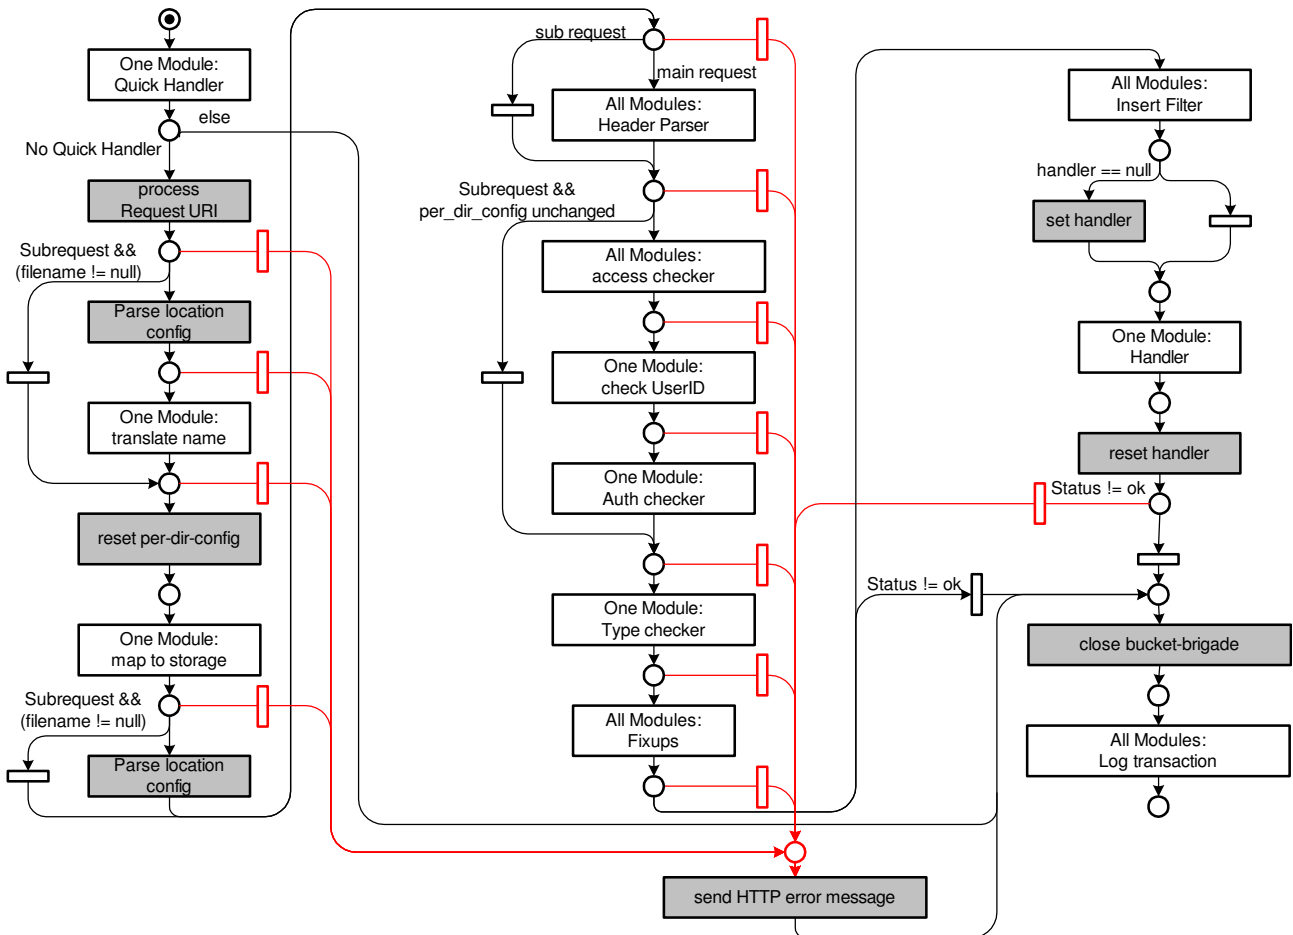 One Module:
Quick Handler
else
No Quick Handler
process
Request URI
Subrequest &&
(filename != null)
Parse location
config
One Module:
translate name
reset per-dir-config
One Module:
map to storage
Subrequest &&
(filename != null)
Parse location
config
sub request
main request
All Modules:
Header Parser
Subrequest &&
per_dir_config unchanged
All Modules:
access checker
One Module:
check UserID
One Module:
Auth checker
One Module:
Type checker
All Modules:
Fixups
send HTTP error message
All Modules:
Insert Filter
handler == null
set handler
One Module:
Handler
reset handler
Status != ok
Status != ok
close bucket-brigade
All Modules:
Log transaction